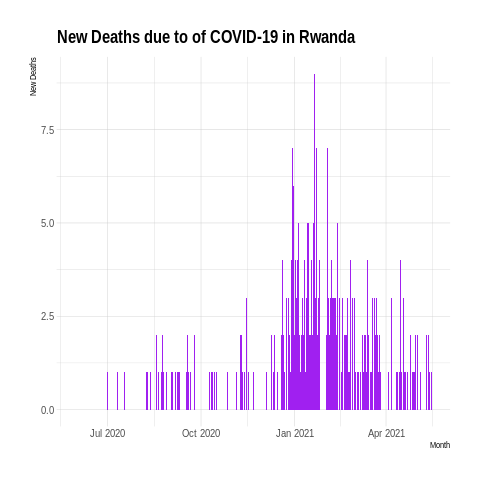 New Deaths due to of COVID-19 in Rwanda
New Deaths
7.5
5.0
2.5
0.0
Jul 2020 Oct 2020 Jan 2021 Apr 2021
Month